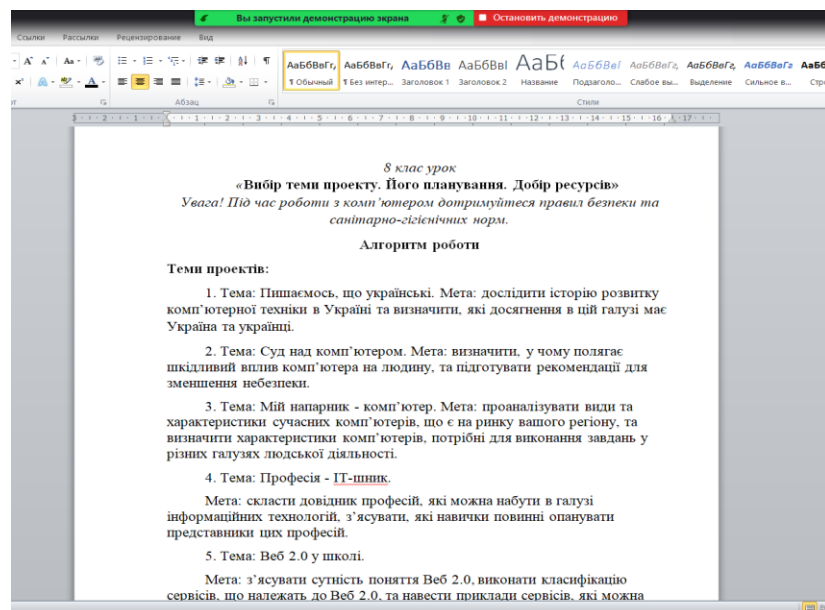 Вы запустили демонстрацию экрана
Остановить демонстрацию
Ссылки Рассылки Рецензирование Вид
АаБбВвГг, АаБбВвГг, АаБбВв АаБбВвІ АаБб АаБбВвІ АаБбВвГг, АаБбВвГг, АаБбВвГг АаБб
¶ Обычный ¶ Без интер... Заголовок 1 Заголовок 2 Название Подзаголо... Слабое вы... Выделение Сильное в... Стро
Абзац Стили
8 клас урок
«Вибір теми проекту. Його планування. Добір ресурсів»
Увага! Під час роботи з комп'ютером дотримуйтеся правил безпеки та
санітарно-гігієнічних норм.
Алгоритм роботи
Теми проектів:
1. Тема: Пишаємось, що українські. Мета: дослідити історію розвитку
комп'ютерної техніки в Україні та визначити, які досягнення в цій галузі має
Україна та українці.
2. Тема: Суд над комп'ютером. Мета: визначити, у чому полягає
шкідливий вплив комп'ютера на людину, та підготувати рекомендації для
зменшення небезпеки.
3. Тема: Мій напарник - комп'ютер. Мета: проаналізувати види та
характеристики сучасних комп'ютерів, що є на ринку вашого регіону, та
визначити характеристики комп'ютерів, потрібні для виконання завдань у
різних галузях людської діяльності.
4. Тема: Професія - ІТ-шник.
Мета: скласти довідник професій, які можна набути в галузі
інформаційних технологій, з'ясувати, які навички повинні опанувати
представники цих професій.
5. Тема: Веб 2.0 у школі.
Мета: з'ясувати сутність поняття Веб 2.0, виконати класифікацію
сервісів, що належать до Веб 2.0, та навести приклади сервісів, які можна